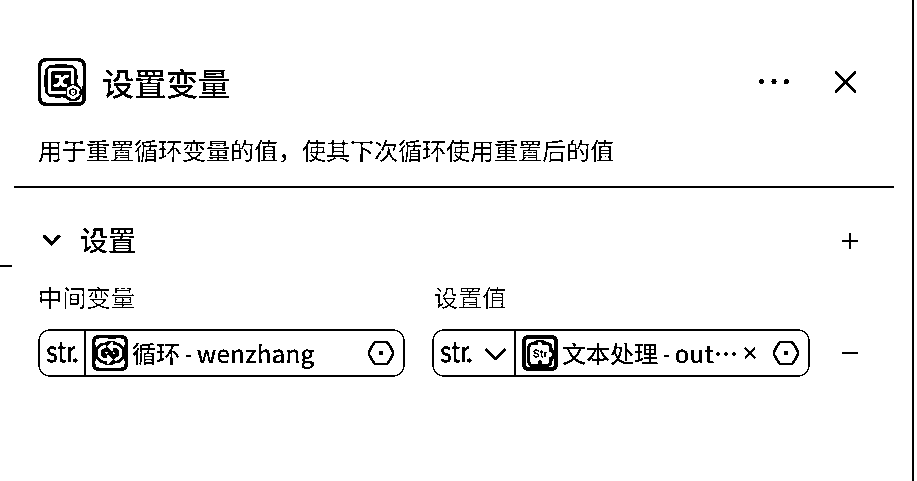 设置变量
用于重置循环变量的值，使其下次循环使用重置后的值
设置
中间变量 设置值
str. 循环 - wenzhang str. Str 文本处理 - out...